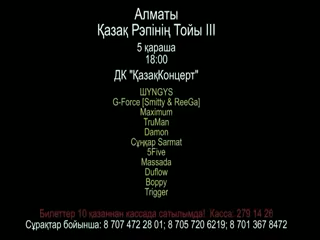 Алматы
Қазақ Рэпінің Тойы III
5 қараша
18:00
ДК "ҚазақКонцерт"
ШYNGYS
G-Force [Smitty & ReeGa]
Maximum
TruMan
Damon
Сұңқар Sarmat
5Five
Massada
Duflow
Boppy
Trigger
Билеттер 10 қазаннан кассада сатылымда! Касса: 279 14 26
Сұрақтар бойынша: 8 707 472 28 01; 8 705 720 6219; 8 701 367 8472